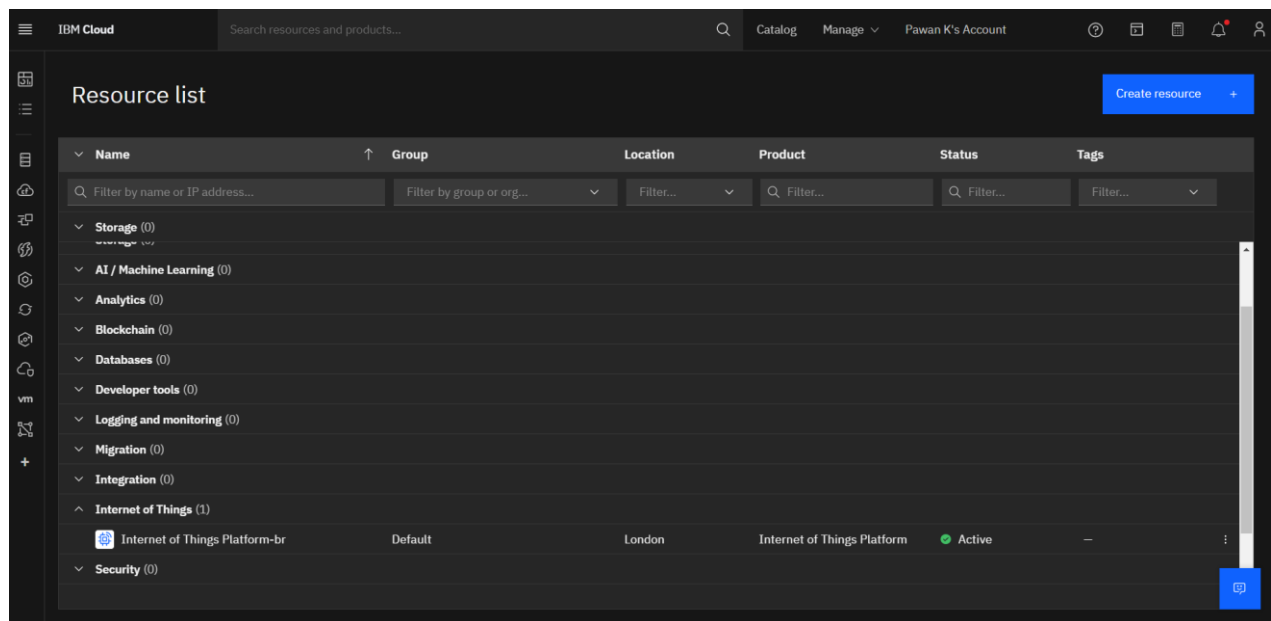 IBM Cloud Search resources and products... Catalog Manage Pawan K's Account
Resource list
Create resource +
Name Group Location Product Status Tags
Filter by name or IP address... Filter by group or org... Filter... Filter... Filter... Filter...
Storage (0)
AI / Machine Learning (0)
Analytics (0)
Blockchain (0)
Databases (0)
Developer tools (0)
vm
Logging and monitoring (0)
Migration (0)
Integration (0)
Internet of Things (1)
Internet of Things Platform-br Default London Internet of Things Platform Active –
Security (0)